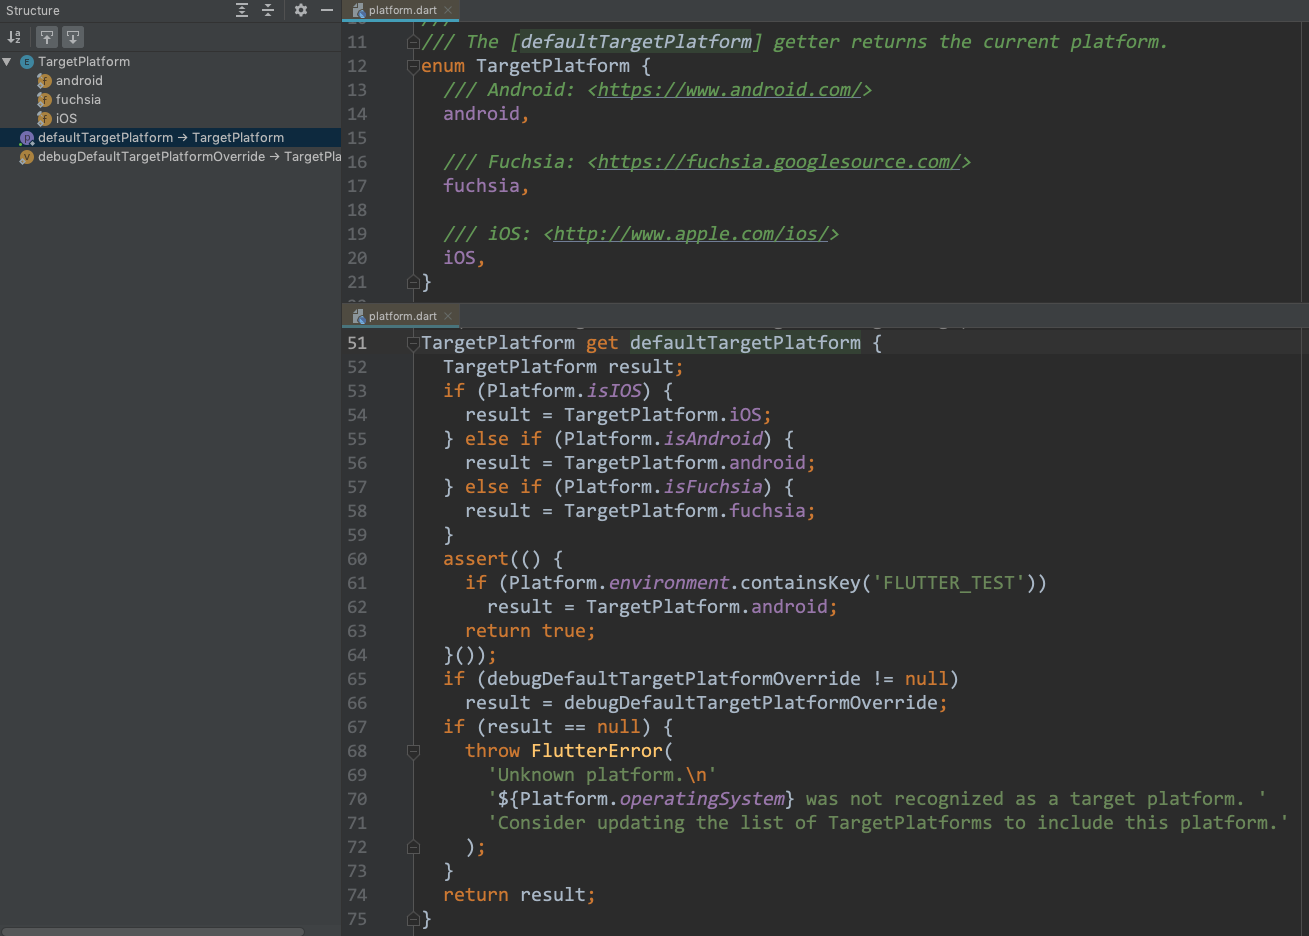 Structure
TargetPlatform
android
fuchsia
iOS
defaultTargetPlatform → TargetPlatform
debugDefaultTargetPlatformOverride → TargetPla
platform.dart
11 /// The [defaultTargetPlatform] getter returns the current platform.
12 enum TargetPlatform {
13 /// Android: <https://www.android.com/>
14 android,
15
16 /// Fuchsia: <https://fuchsia.googlesource.com/>
17 fuchsia,
18
19 /// iOS: <http://www.apple.com/ios/>
20 iOS,
21 }
platform.dart
51 TargetPlatform get defaultTargetPlatform {
52 TargetPlatform result;
53 if (Platform.isIOS) {
54 result = TargetPlatform.iOS;
55 } else if (Platform.isAndroid) {
56 result = TargetPlatform.android;
57 } else if (Platform.isFuchsia) {
58 result = TargetPlatform.fuchsia;
59 }
60 assert(() {
61 if (Platform.environment.containsKey('FLUTTER_TEST'))
62 result = TargetPlatform.android;
63 return true;
64 }());
65 if (debugDefaultTargetPlatformOverride != null)
66 result = debugDefaultTargetPlatformOverride;
67 if (result == null) {
68 throw FlutterError(
69 'Unknown platform.\n'
70 '${Platform.operatingSystem} was not recognized as a target platform. '
71 'Consider updating the list of TargetPlatforms to include this platform.'
72 );
73 }
74 return result;
75 }